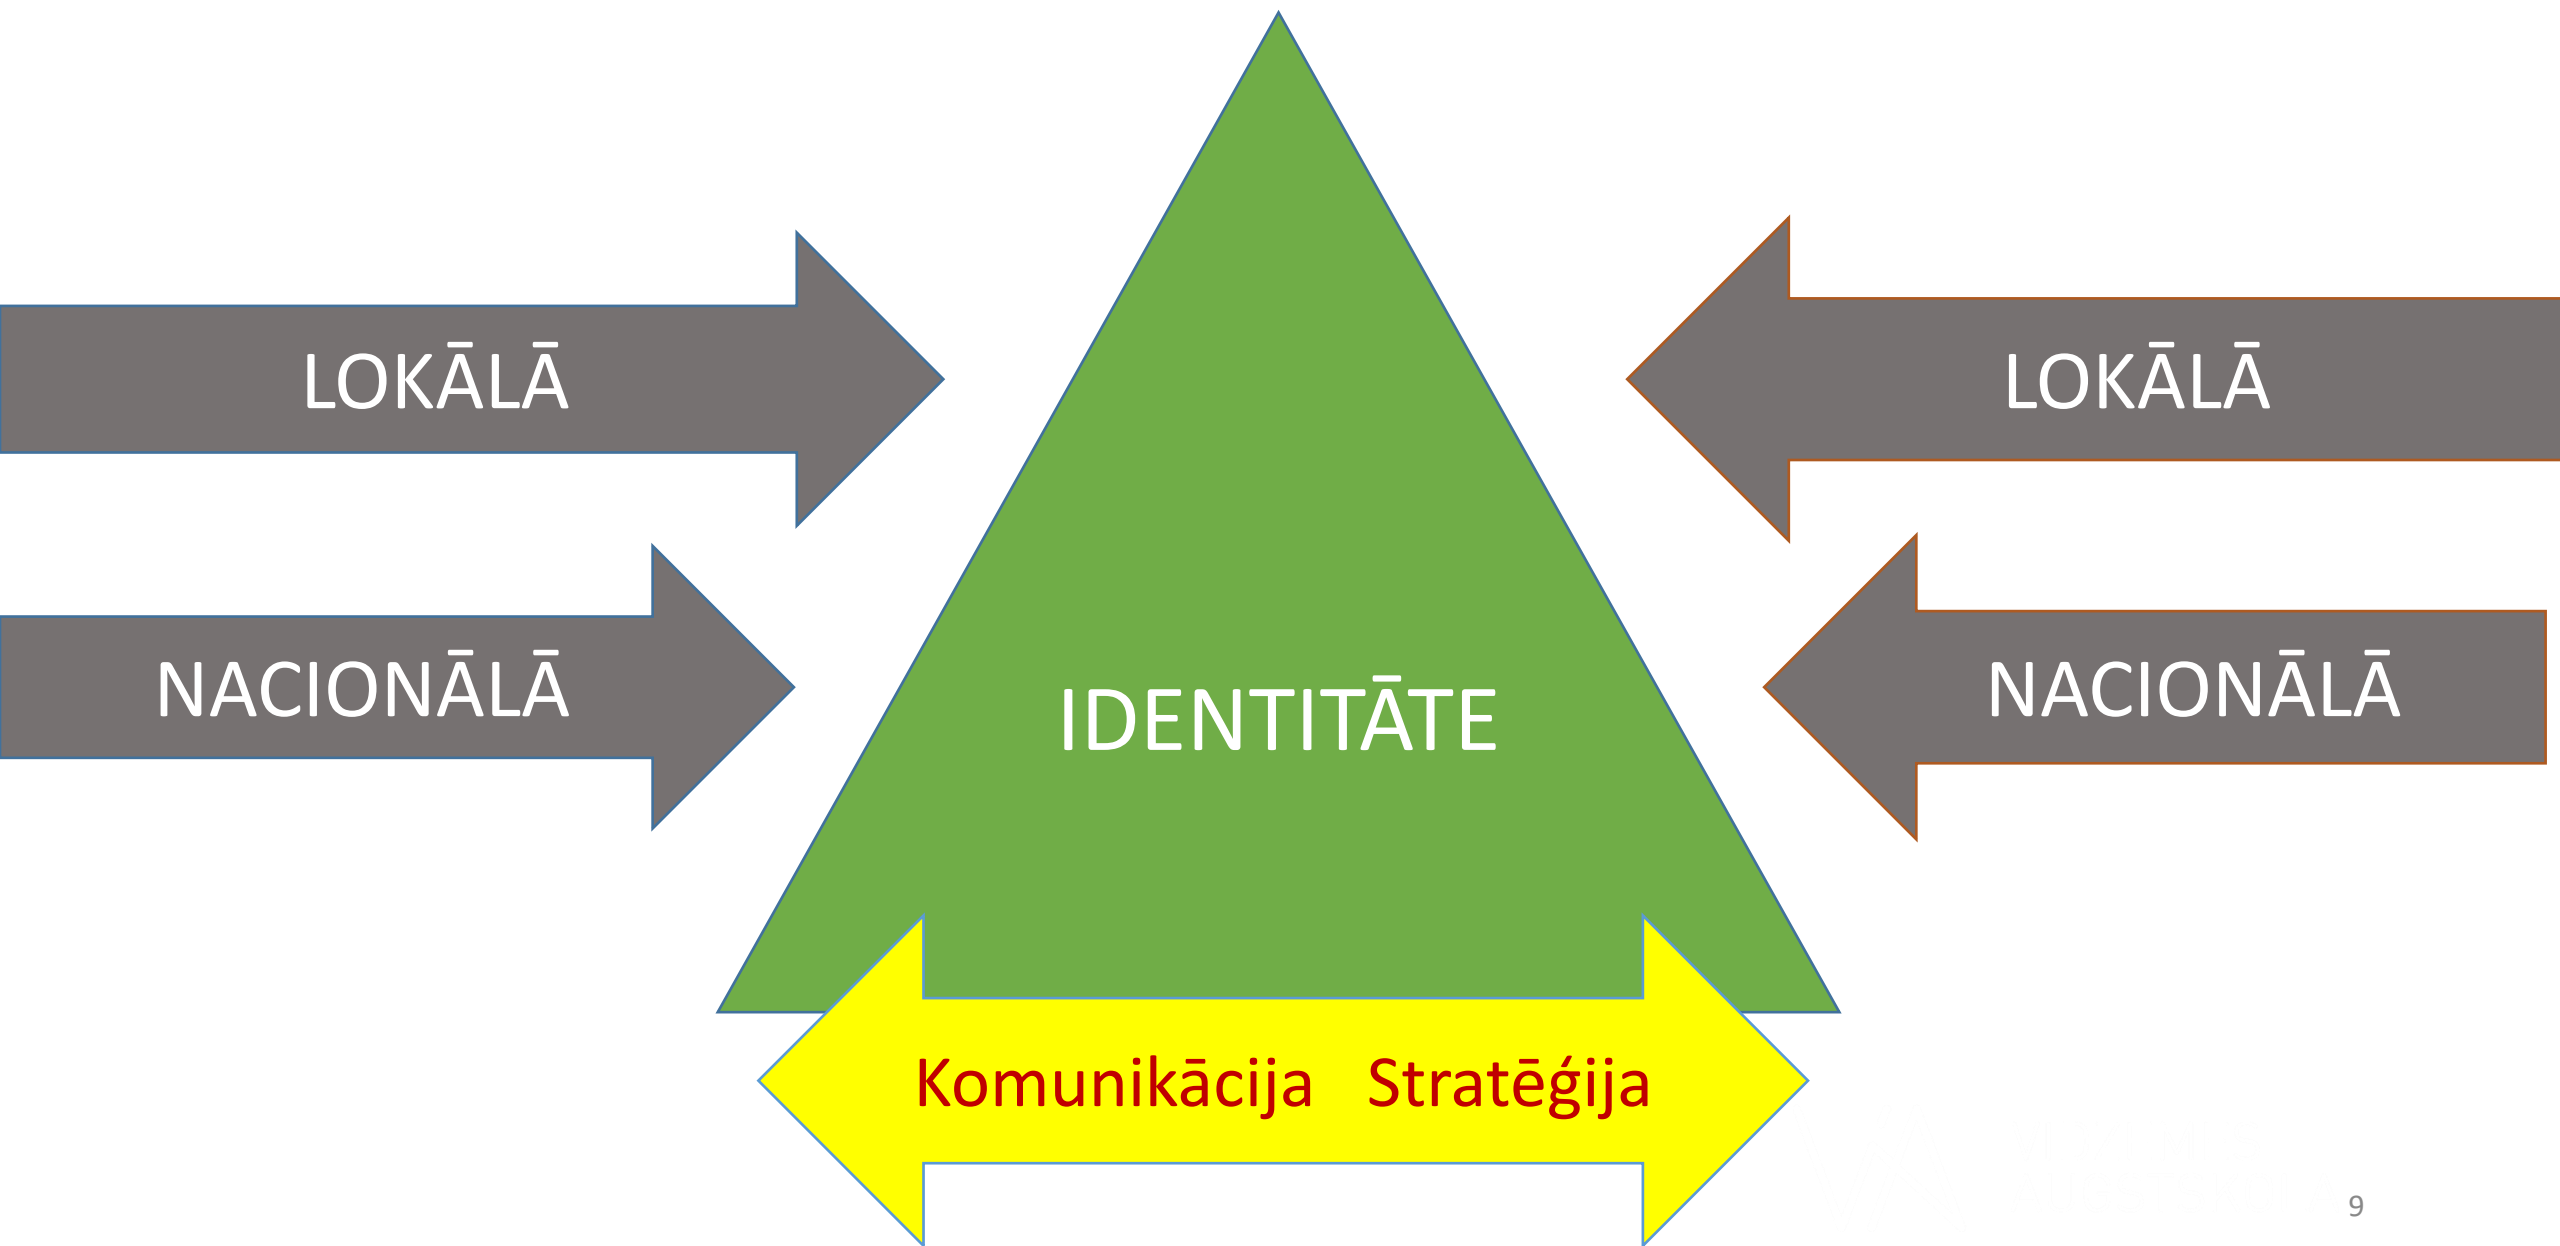 LOKĀLĀ
LOKĀLĀ
NACIONĀLĀ
NACIONĀLĀ
IDENTITĀTE
Komunikācija Stratēģija
9